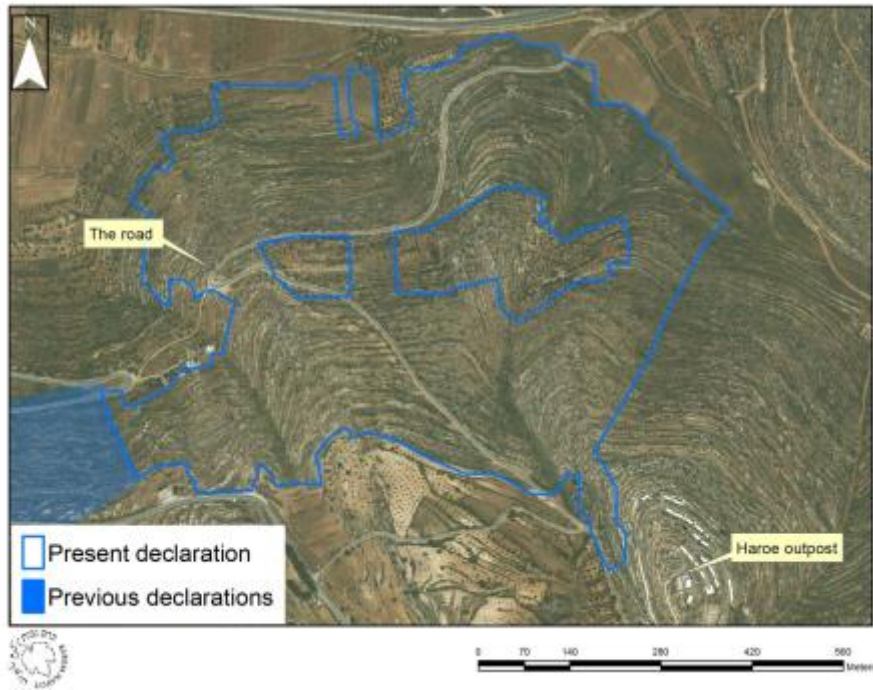 N
The road
Haroe outpost
Present declaration
Previous declarations
0 70 140 280 420 560
Meters